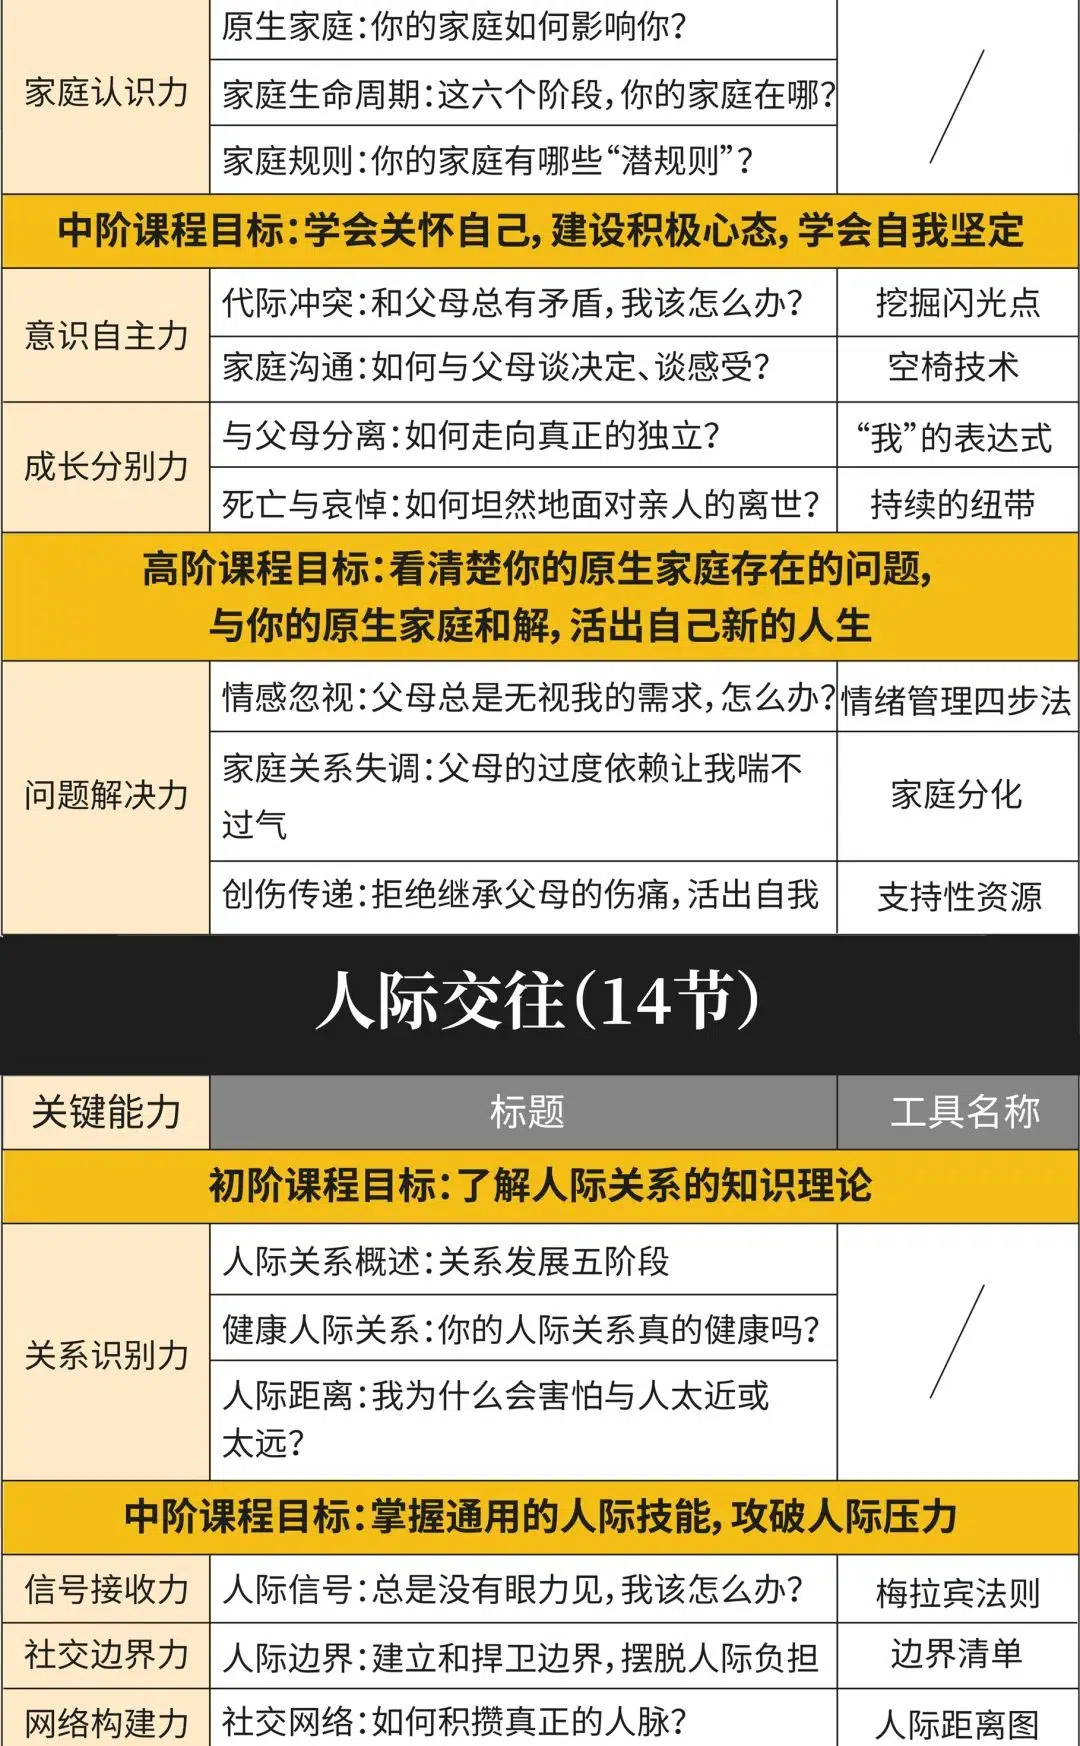 家庭认识力
原生家庭：你的家庭如何影响你？
家庭生命周期：这六个阶段，你的家庭在哪？
家庭规则：你的家庭有哪些“潜规则”？
中阶课程目标：学会关怀自己，建设积极心态，学会自我坚定
意识自主力
代际冲突：和父母总有矛盾，我该怎么办？
挖掘闪光点
家庭沟通：如何与父母谈决定、谈感受？
空椅技术
成长分别力
与父母分离：如何走向真正的独立？
“我”的表达式
死亡与哀悼：如何坦然地面对亲人的离世？
持续的纽带
高阶课程目标：看清楚你的原生家庭存在的问题，
与你的原生家庭和解，活出自己新的人生
问题解决力
情感忽视：父母总是无视我的需求，怎么办？
情绪管理四步法
家庭关系失调：父母的过度依赖让我喘不
过气
家庭分化
创伤传递：拒绝继承父母的伤痛，活出自我
支持性资源
人际交往（14节）
关键能力
标题
工具名称
初阶课程目标：了解人际关系的知识理论
关系识别力
人际关系概述：关系发展五阶段
健康人际关系：你的人际关系真的健康吗？
人际距离：我为什么会害怕与人太近或
太远？
中阶课程目标：掌握通用的人际技能，攻破人际压力
信号接收力
人际信号：总是没有眼力见，我该怎么办？
梅拉宾法则
社交边界力
人际边界：建立和捍卫边界，摆脱人际负担
边界清单
网络构建力
社交网络：如何积攒真正的人脉？
人际距离图